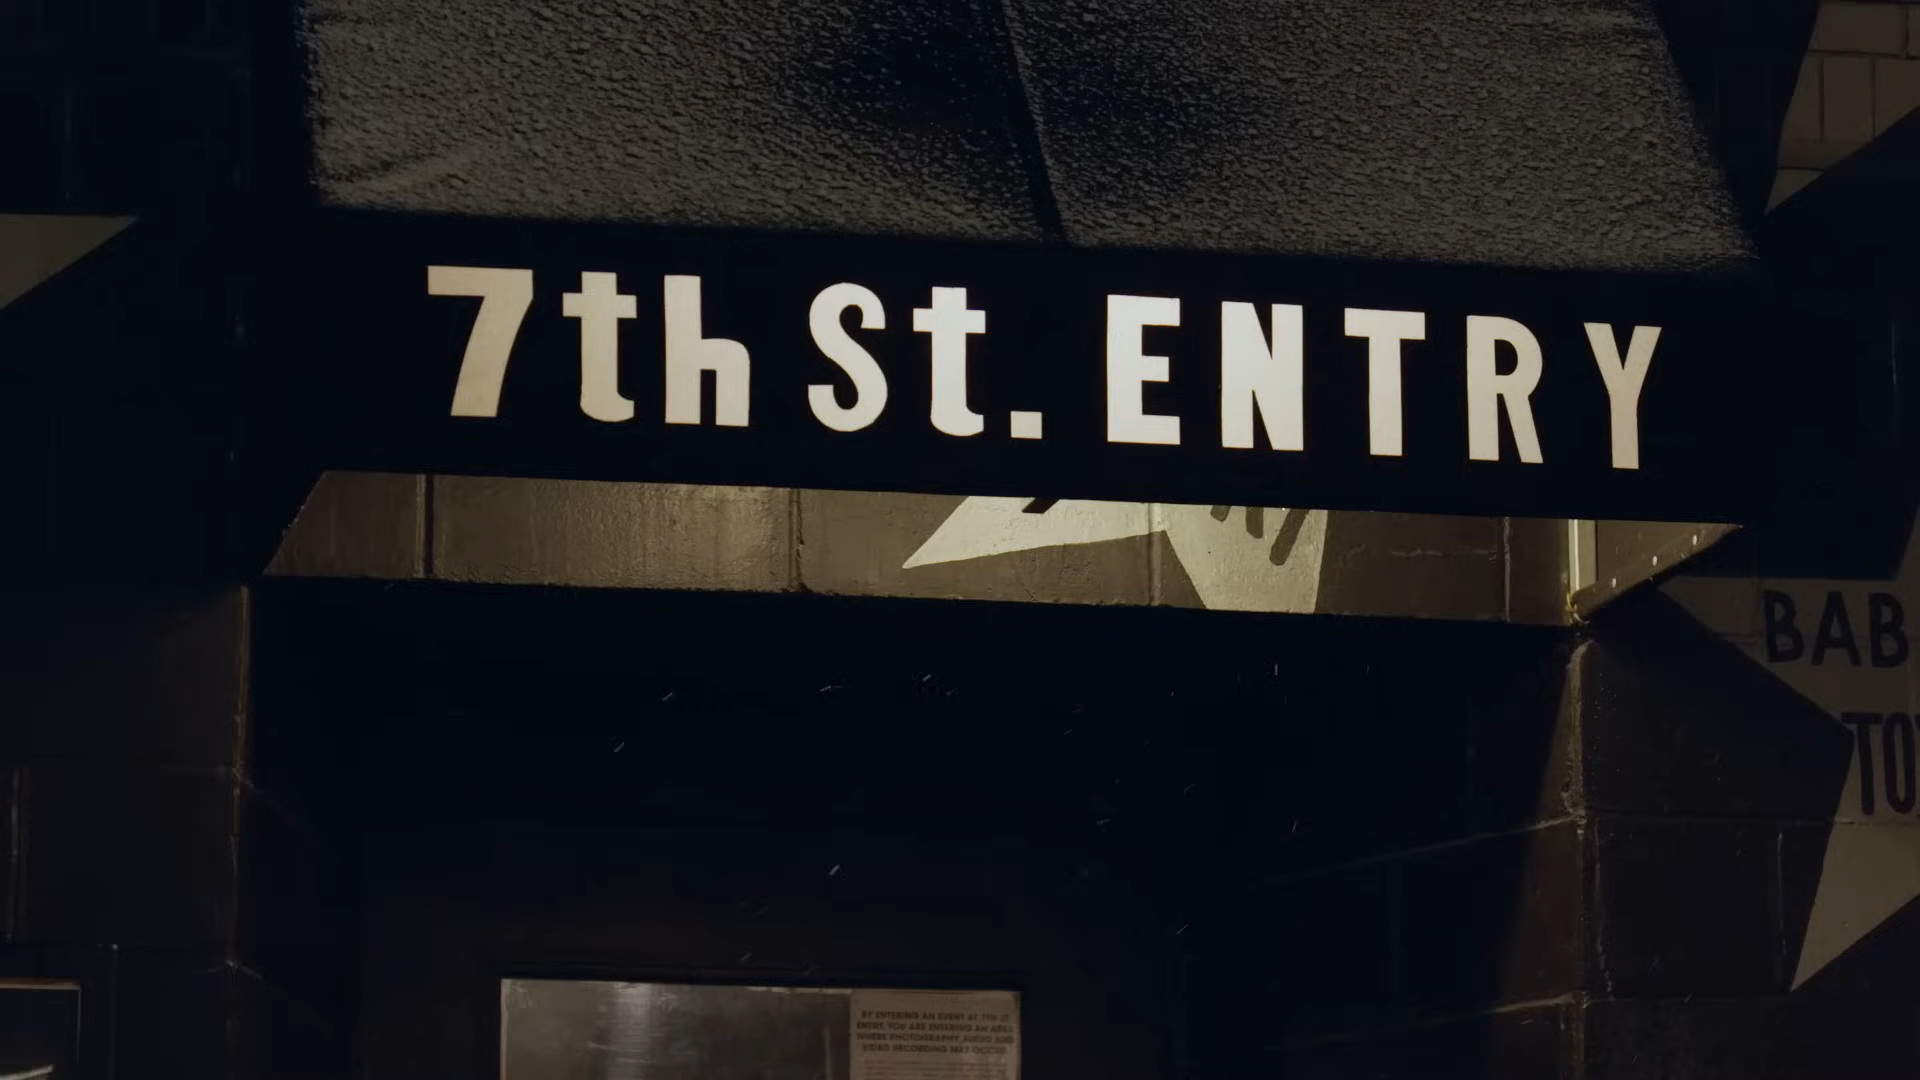 7th St. ENTRY
BAB
TO
BY ENTERING AN EVENT AT 7TH ST
ENTRY, YOU ARE ENTERING AN AREA
WHERE PHOTOGRAPHY, AUDIO AND
VIDEO RECORDING MAY OCCUR